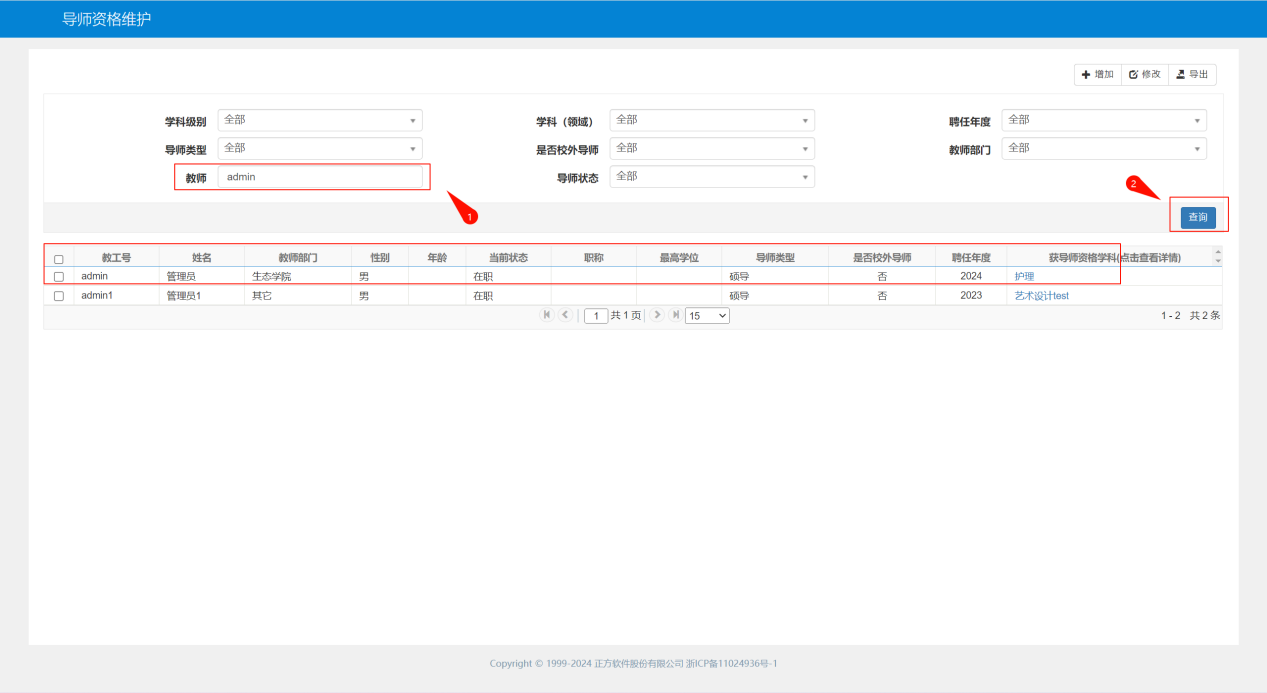 导师资格维护
增加 修改 导出
学科级别 全部 学科（领域） 全部 聘任年度 全部
导师类型 全部 是否校外导师 全部 教师部门 全部
教师 admin 导师状态 全部
2
1
查询
教工号 姓名 教师部门 性别 年龄 当前状态 职称 最高学位 导师类型 是否校外导师 聘任年度 获导师资格学科(点击查看详情)
admin 管理员 生态学院 男 在职 硕导 否 2024 护理
admin1 管理员1 其它 男 在职 硕导 否 2023 艺术设计test
1 共 1 页 15 1 - 2 共 2 条
Copyright © 1999-2024 正方软件股份有限公司 浙ICP备11024936号-1